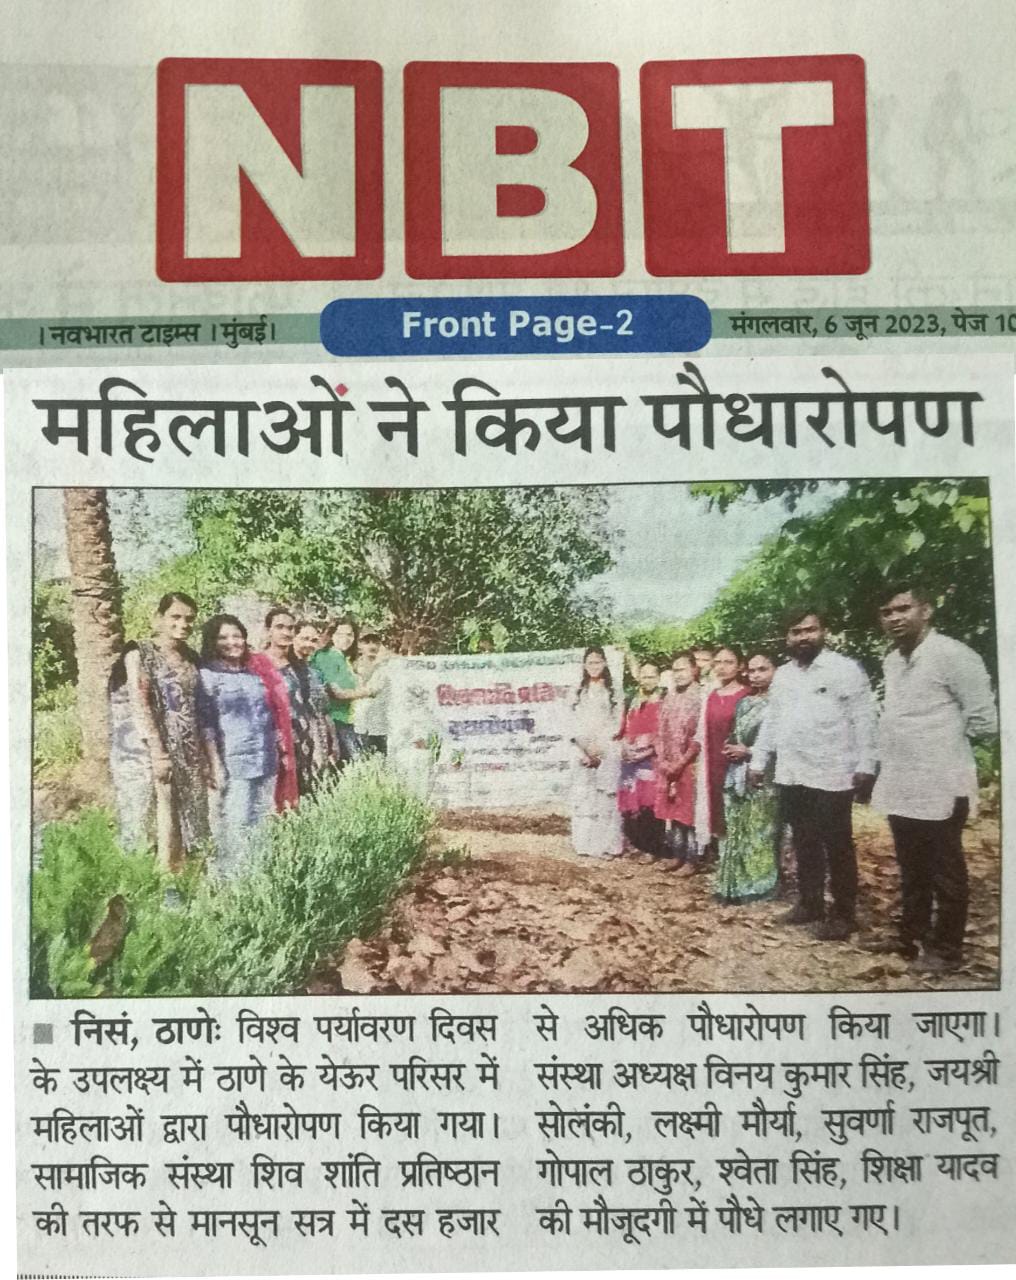 NBT
। नवभारत टाइम्स । मुंबई।
Front Page-2
मंगलवार, 6 जून 2023, पेज 10
महिलाओं ने किया पौधारोपण
वृक्षारोपण
■ निसं, ठाणे: विश्व पर्यावरण दिवस
के उपलक्ष्य में ठाणे के येऊर परिसर में
महिलाओं द्वारा पौधारोपण किया गया।
सामाजिक संस्था शिव शांति प्रतिष्ठान
की तरफ से मानसून सत्र में दस हजार
से अधिक पौधारोपण किया जाएगा।
संस्था अध्यक्ष विनय कुमार सिंह, जयश्री
सोलंकी, लक्ष्मी मौर्या, सुवर्णा राजपूत,
गोपाल ठाकुर, श्वेता सिंह, शिक्षा यादव
की मौजूदगी में पौधे लगाए गए।